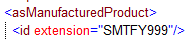 <asManufacturedProduct>
<id extension="SMTFY999"/>